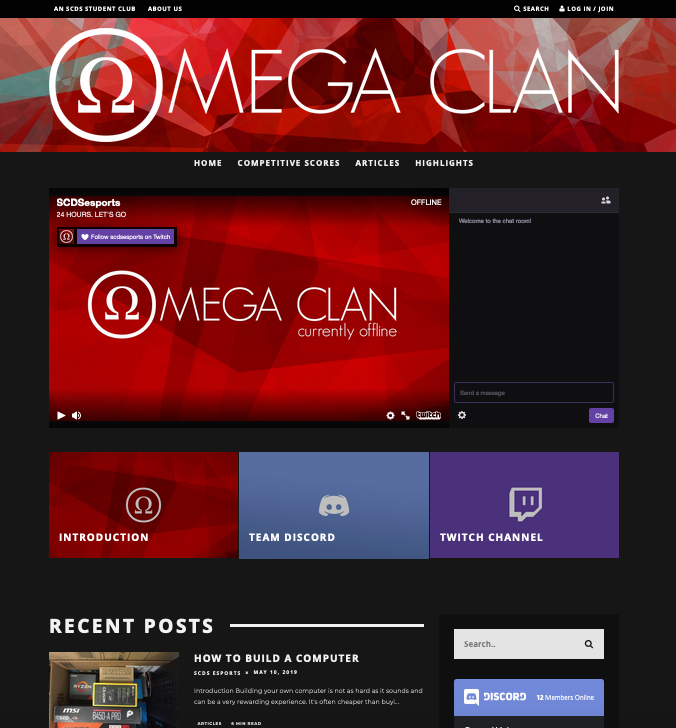 AN SCDS STUDENT CLUB ABOUT US SEARCH LOG IN / JOIN
ΩMEGA CLAN
HOME COMPETITIVE SCORES ARTICLES HIGHLIGHTS
SCDSesports OFFLINE
24 HOURS. LET'S GO
Ω Follow scdsesports on Twitch
Welcome to the chat room!
ΩMEGA CLAN
currently offline
Send a message
twitch
Chat
Ω
INTRODUCTION TEAM DISCORD TWITCH CHANNEL
RECENT POSTS
Search..
HOW TO BUILD A COMPUTER
SCDS ESPORTS MAY 10, 2019
Introduction Building your own computer is not as hard as it sounds and
can be a very rewarding experience. It's often cheaper than buyi...
RYZEN
msi
B450-A PRO
DISCORD 12 Members Online
ARTICLES 6 MIN READ